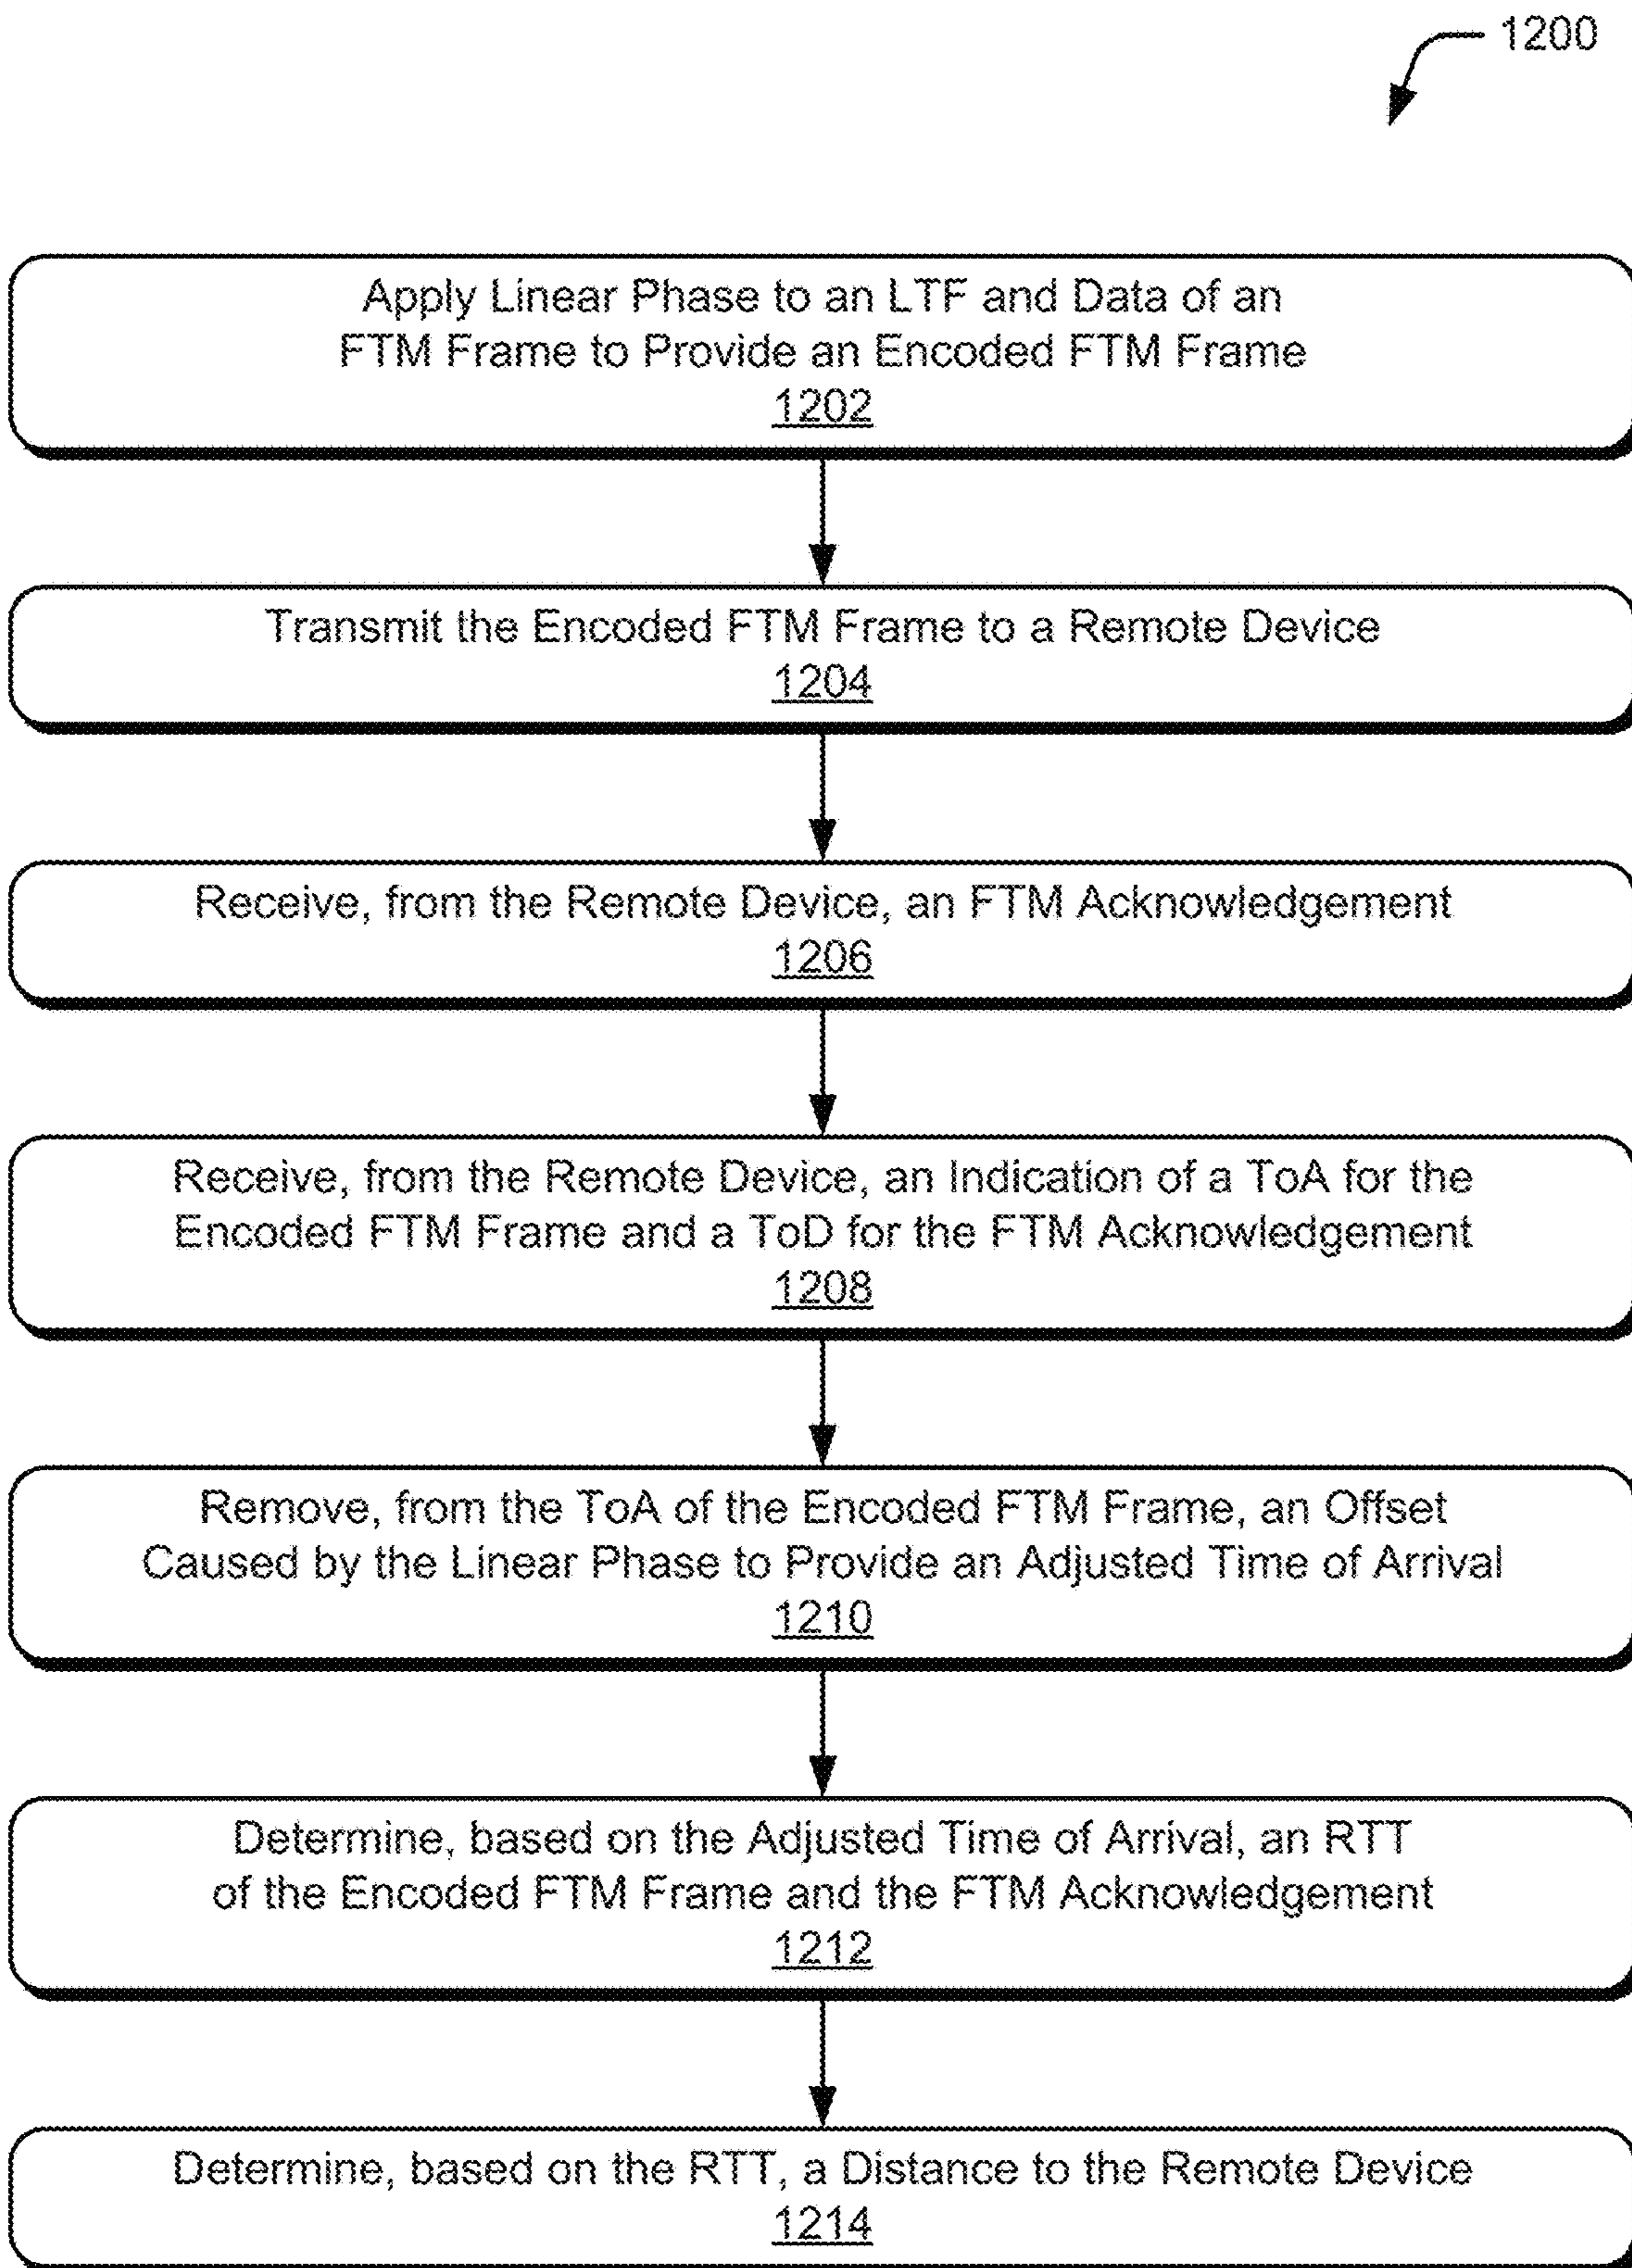 1200
Apply Linear Phase to an LTF and Data of an
FTM Frame to Provide an Encoded FTM Frame
1202
Transmit the Encoded FTM Frame to a Remote Device
1204
Receive, from the Remote Device, an FTM Acknowledgement
1206
Receive, from the Remote Device, an Indication of a ToA for the
Encoded FTM Frame and a ToD for the FTM Acknowledgement
1208
Remove, from the ToA of the Encoded FTM Frame, an Offset
Caused by the Linear Phase to Provide an Adjusted Time of Arrival
1210
Determine, based on the Adjusted Time of Arrival, an RTT
of the Encoded FTM Frame and the FTM Acknowledgement
1212
Determine, based on the RTT, a Distance to the Remote Device
1214